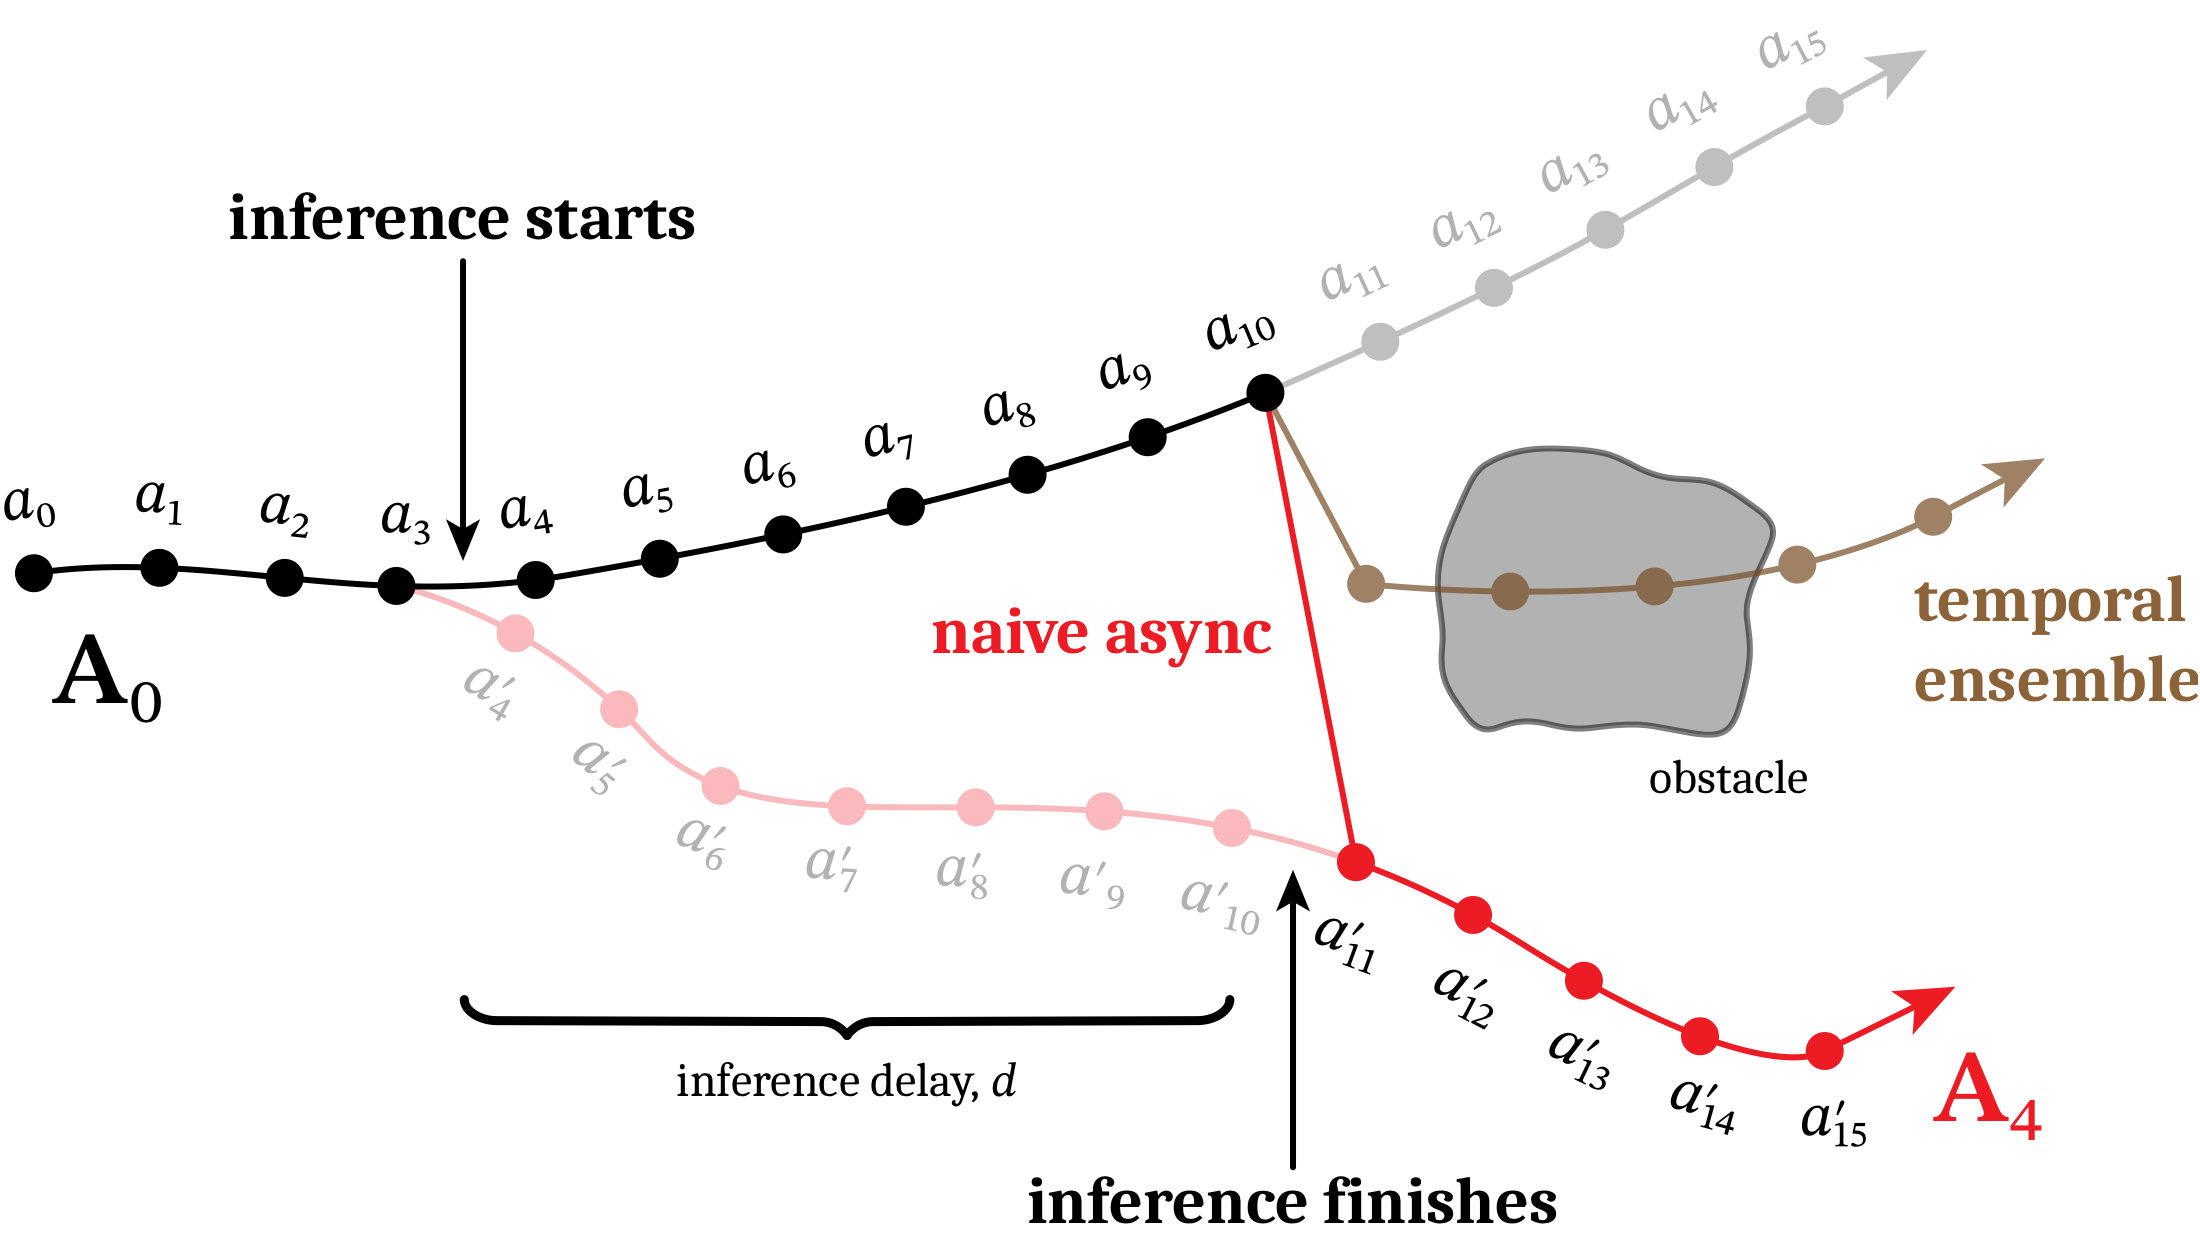 inference starts
a₀ a₁ a₂ a₃ a₄ a₅ a₆ a₇ a₈ a₉ a₁₀ a₁₁ a₁₂ a₁₃ a₁₄ a₁₅
A₀
naive async
temporal
ensemble
obstacle
a′₄ a′₅ a′₆ a′₇ a′₈ a′₉ a′₁₀ a′₁₁ a′₁₂ a′₁₃ a′₁₄ a′₁₅
A₄
inference delay, d
inference finishes